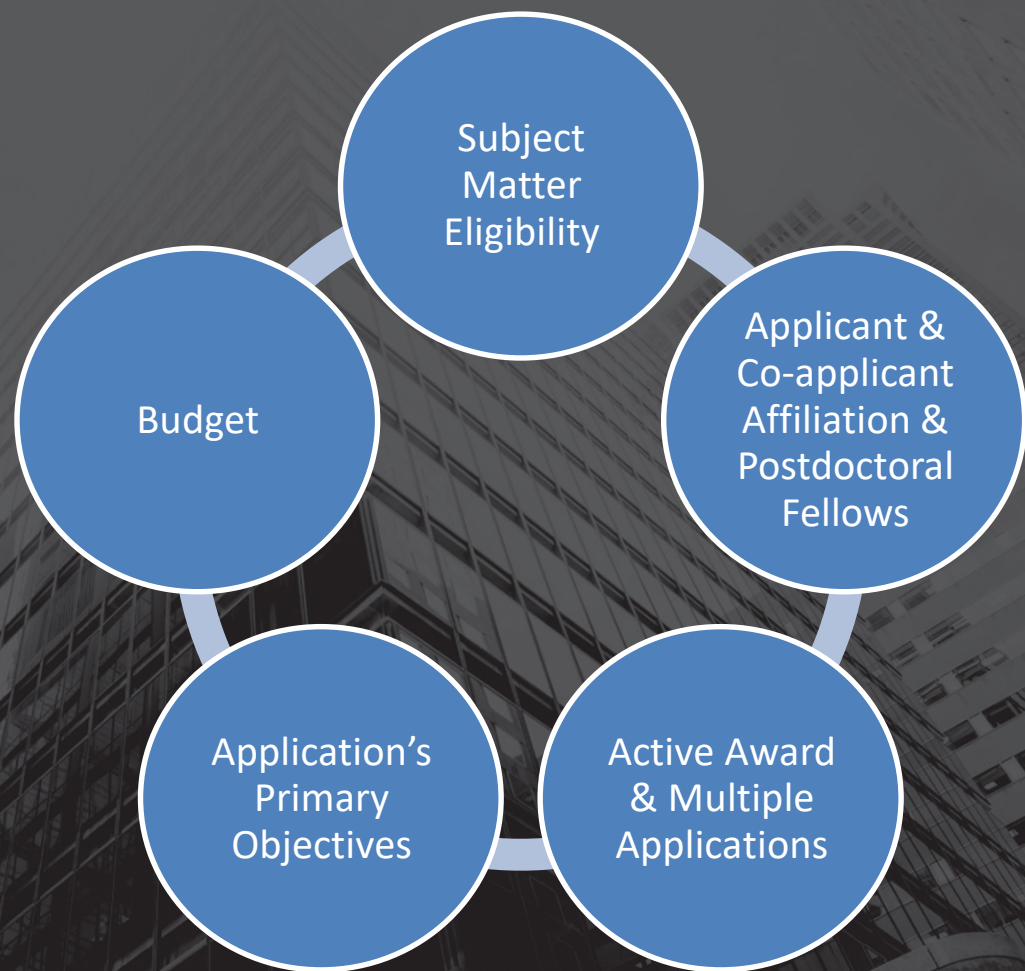 Subject
Matter
Eligibility
Applicant &
Co-applicant
Affiliation &
Postdoctoral
Fellows
Active Award
& Multiple
Applications
Application’s
Primary
Objectives
Budget